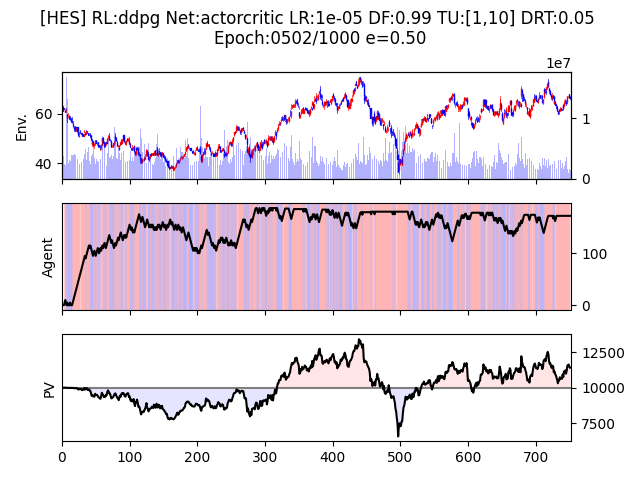 [HES] RL:ddpg Net:actorcritic LR:1e-05 DF:0.99 TU:[1,10] DRT:0.05
Epoch:0502/1000 e=0.50
1e7
Env.
60
40
1
0
Agent
100
0
PV
12500
10000
7500
0 100 200 300 400 500 600 700